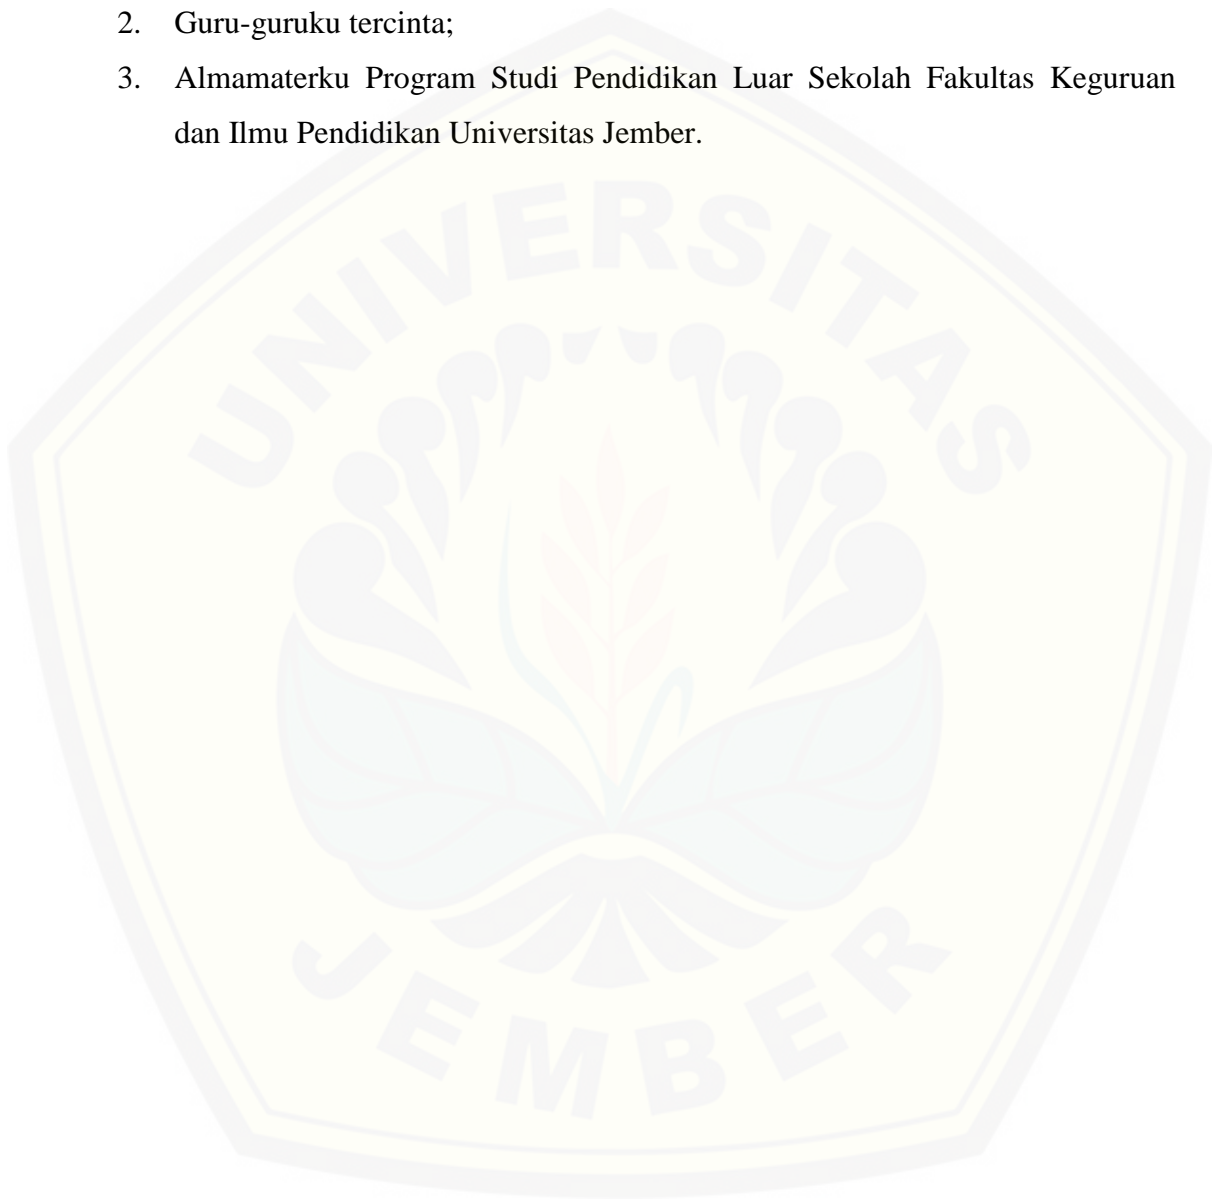 2. Guru-guruku tercinta;
3. Almamaterku Program Studi Pendidikan Luar Sekolah Fakultas Keguruan
dan Ilmu Pendidikan Universitas Jember.
UNIVERSITAS
JEMBER